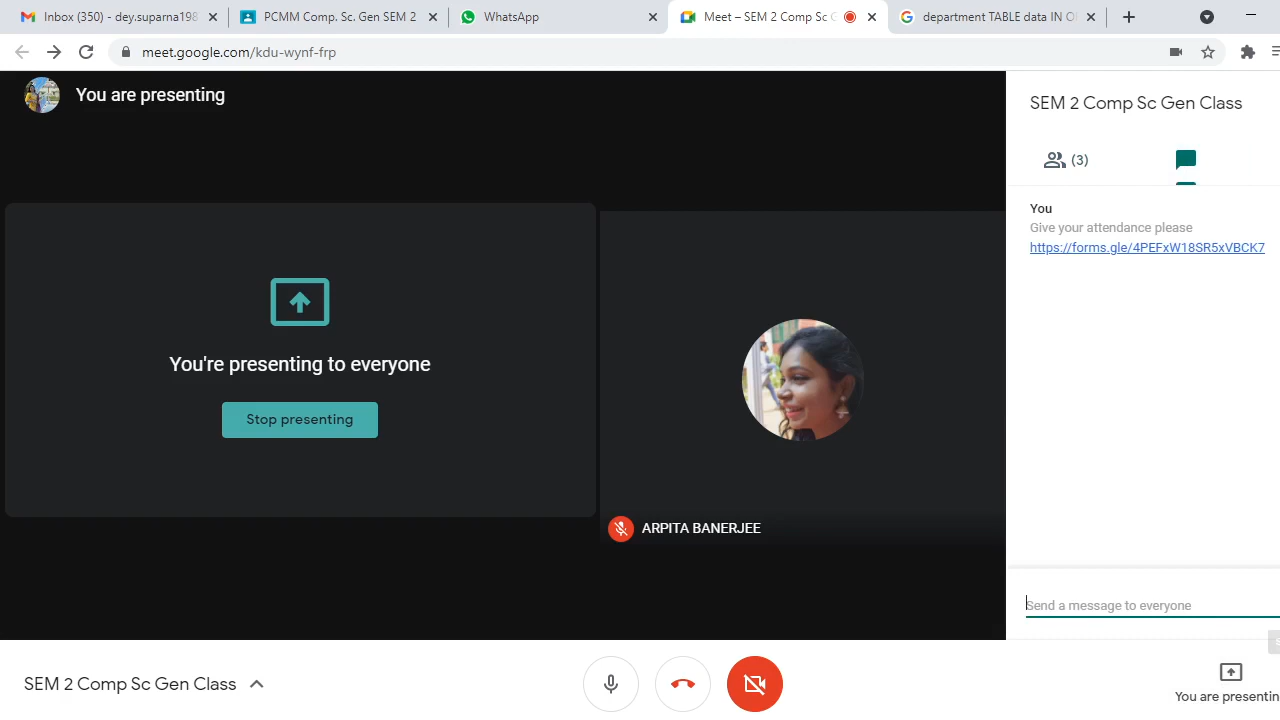 Inbox (350) - dey.suparna198
PCMM Comp. Sc. Gen SEM 2
WhatsApp
Meet – SEM 2 Comp Sc G
department TABLE data IN O
meet.google.com/kdu-wynf-frp
You are presenting
SEM 2 Comp Sc Gen Class
(3)
You
Give your attendance please
https://forms.gle/4PEFxW18SR5xVBCK7
You're presenting to everyone
Stop presenting
ARPITA BANERJEE
Send a message to everyone
SEM 2 Comp Sc Gen Class
You are presentin